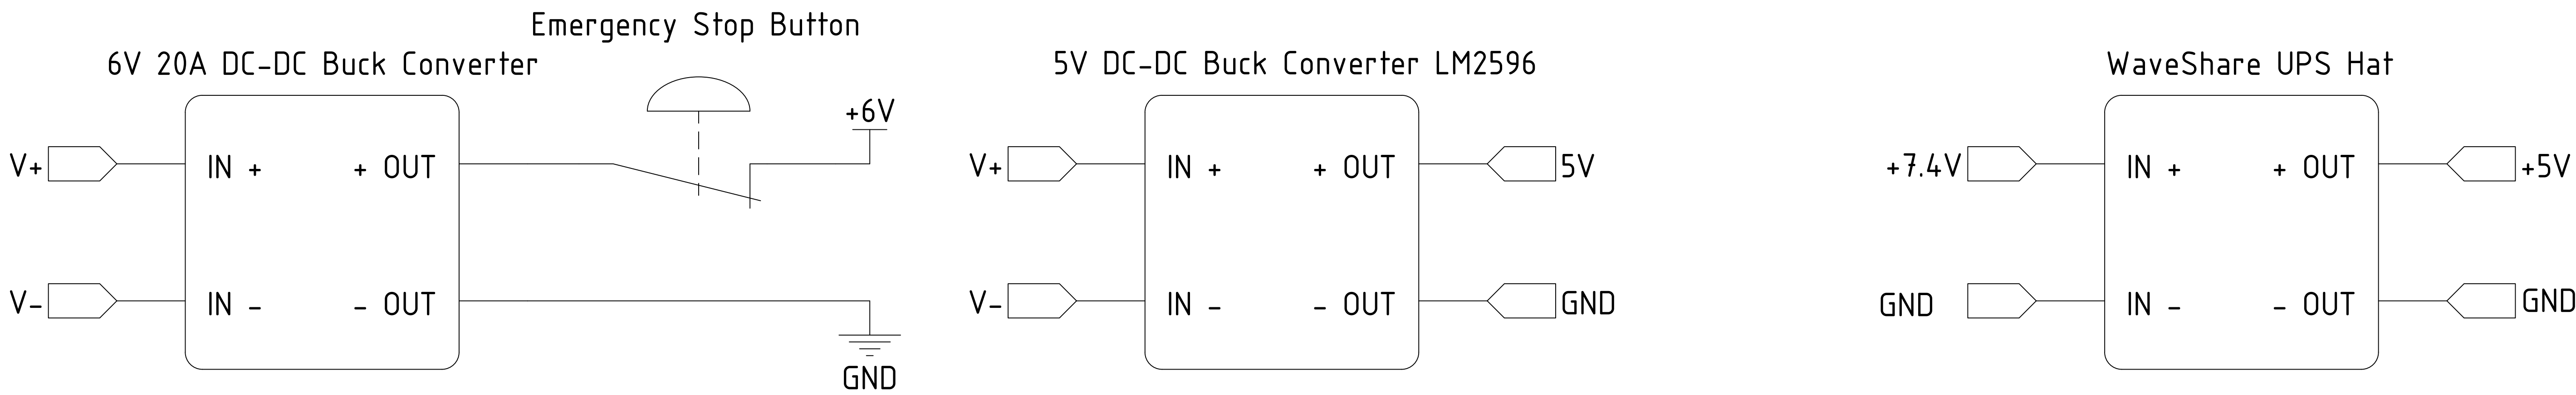 Emergency Stop Button
6V 20A DC-DC Buck Converter
+6V
V+
IN +
+ OUT
V-
IN -
- OUT
GND
5V DC-DC Buck Converter LM2596
V+
IN +
+ OUT
5V
V-
IN -
- OUT
GND
WaveShare UPS Hat
+7.4V
IN +
+ OUT
+5V
GND
IN -
- OUT
GND